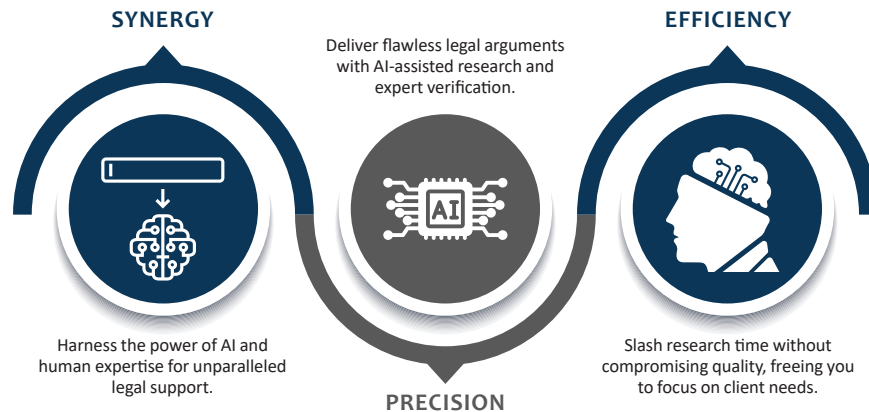 SYNERGY
Harness the power of AI and
human expertise for unparalleled
legal support.
Deliver flawless legal arguments
with AI-assisted research and
expert verification.
AI
PRECISION
EFFICIENCY
Slash research time without
compromising quality, freeing you
to focus on client needs.